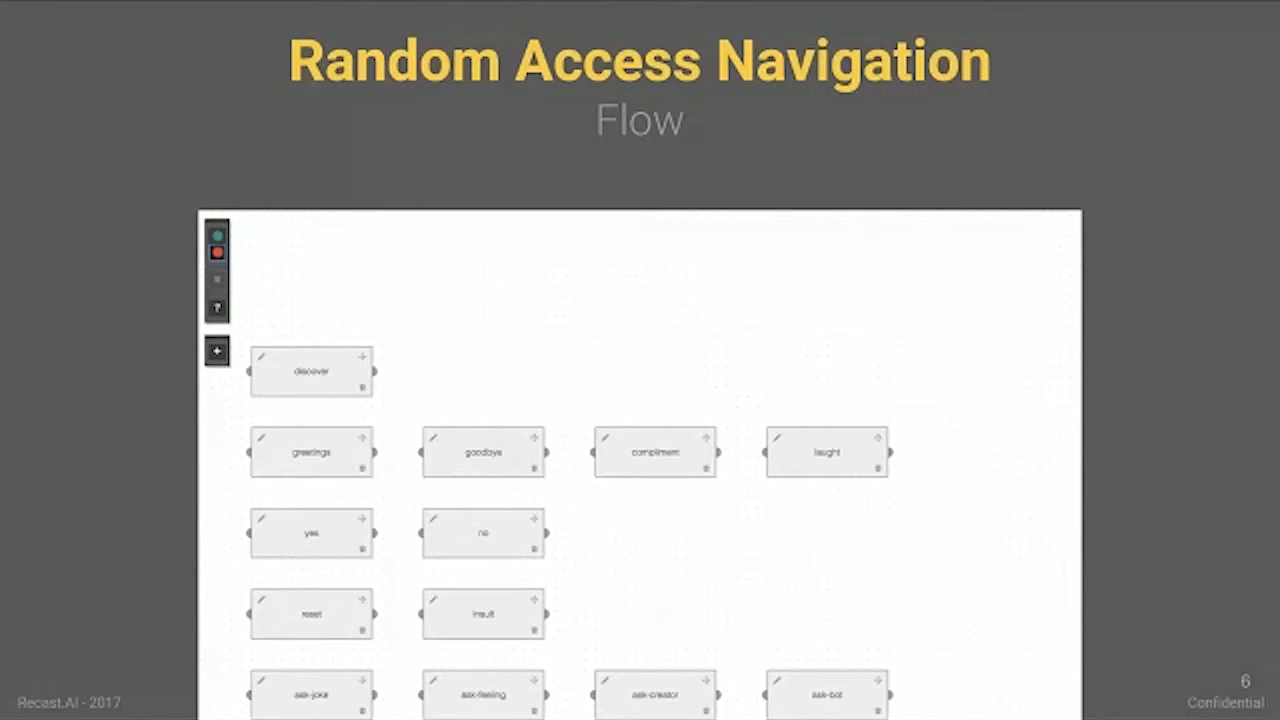 Random Access Navigation
Flow
?
+
discover
greetings goodbye compliment laught
yes no
reset insult
ask-joke ask-feeling ask-creator ask-bot
6
Recast.AI - 2017 Confidential